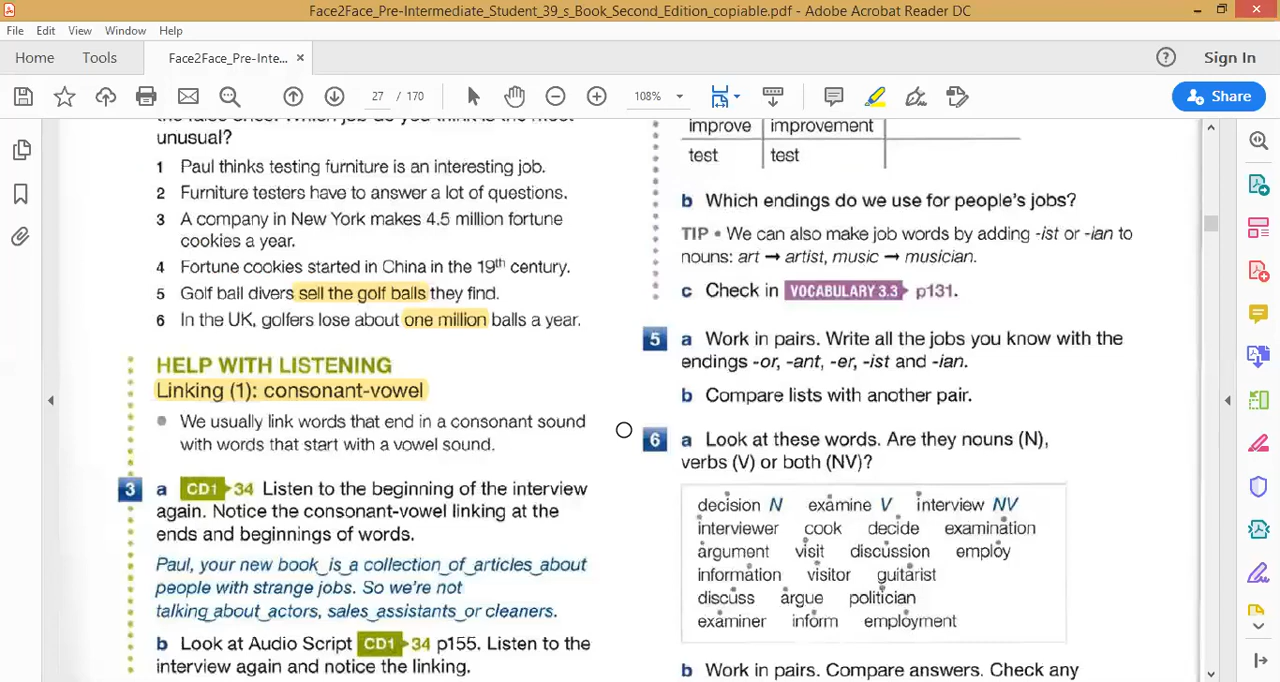 Face2Face_Pre-Intermediate_Student_39_s_Book_Second_Edition_copiable.pdf - Adobe Acrobat Reader DC
File Edit View Window Help
Home Tools Face2Face_Pre-Inte... × Sign In
27 / 170 108% Share
the false ones. Which job do you think is the most
unusual?
1 Paul thinks testing furniture is an interesting job.
2 Furniture testers have to answer a lot of questions.
3 A company in New York makes 4.5 million fortune
cookies a year.
4 Fortune cookies started in China in the 19th century.
5 Golf ball divers sell the golf balls they find.
6 In the UK, golfers lose about one million balls a year.
HELP WITH LISTENING
Linking (1): consonant-vowel
• We usually link words that end in a consonant sound
with words that start with a vowel sound.
3 a CD1 34 Listen to the beginning of the interview
again. Notice the consonant-vowel linking at the
ends and beginnings of words.
Paul, your new book_is_a collection_of_articles_about
people with strange jobs. So we're not
talking_about_actors, sales_assistants_or cleaners.
b Look at Audio Script CD1 34 p155. Listen to the
interview again and notice the linking.
improve improvement
test test
b Which endings do we use for people's jobs?
TIP • We can also make job words by adding -ist or -ian to
nouns: art → artist, music → musician.
c Check in VOCABULARY 3.3 p131.
5 a Work in pairs. Write all the jobs you know with the
endings -or, -ant, -er, -ist and -ian.
b Compare lists with another pair.
6 a Look at these words. Are they nouns (N),
verbs (V) or both (NV)?
decision N examine V interview NV
interviewer cook decide examination
argument visit discussion employ
information visitor guitarist
discuss argue politician
examiner inform employment
b Work in pairs. Compare answers. Check any